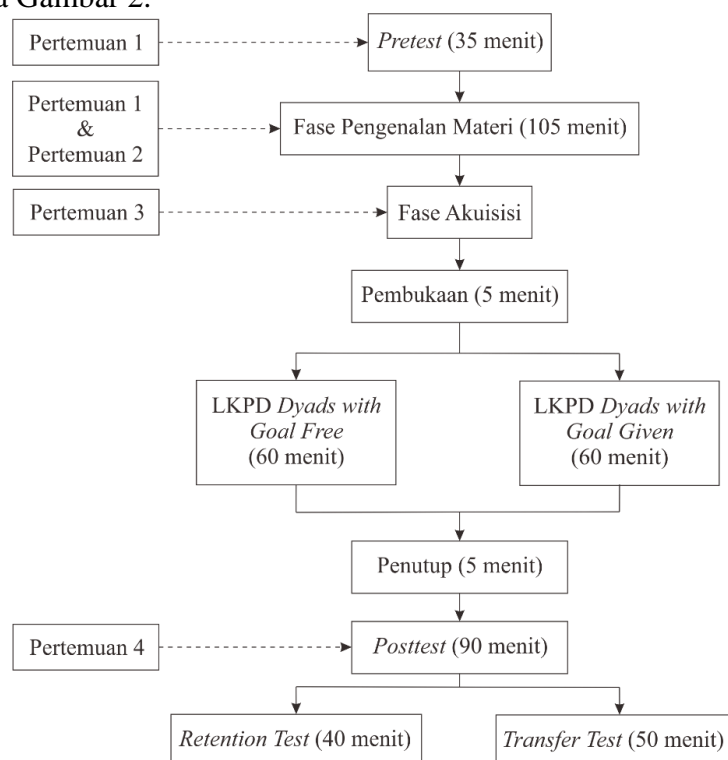 Gambar 2.
Pertemuan 1
Pretest (35 menit)
Pertemuan 1
&
Pertemuan 2
Fase Pengenalan Materi (105 menit)
Pertemuan 3
Fase Akuisisi
Pembukaan (5 menit)
LKPD Dyads with
Goal Free
(60 menit)
LKPD Dyads with
Goal Given
(60 menit)
Penutup (5 menit)
Pertemuan 4
Posttest (90 menit)
Retention Test (40 menit)
Transfer Test (50 menit)